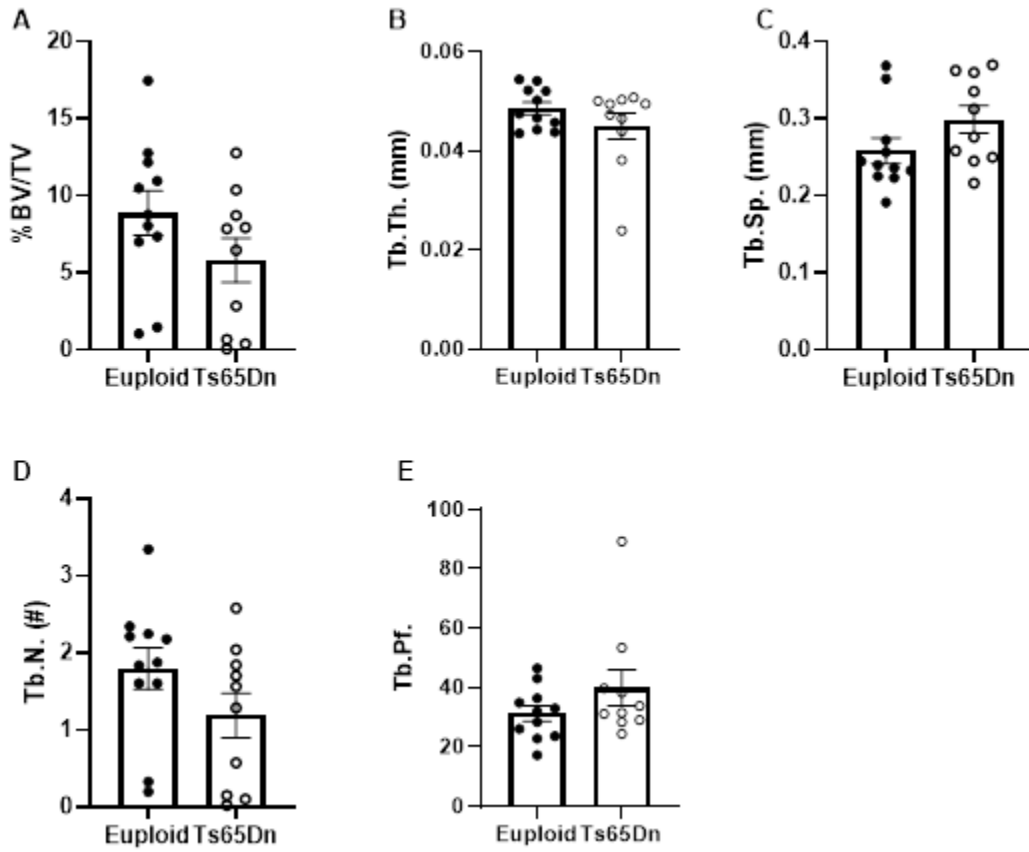 A
% BV/TV
20
15
10
5
0
Euploid Ts65Dn
B
Tb.Th. (mm)
0.06
0.04
0.02
0.00
Euploid Ts65Dn
C
Tb.Sp. (mm)
0.4
0.3
0.2
0.1
0.0
Euploid Ts65Dn
D
Tb.N. (#)
4
3
2
1
0
Euploid Ts65Dn
E
Tb.Pf.
100
80
60
40
20
0
Euploid Ts65Dn